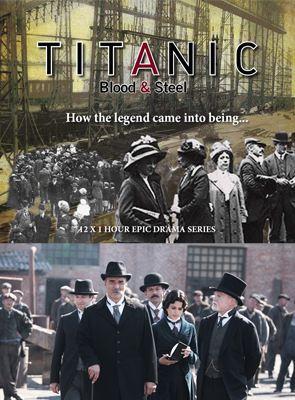 TITANIC
Blood & Steel
How the legend came into being...
12 X 1 HOUR EPIC DRAMA SERIES